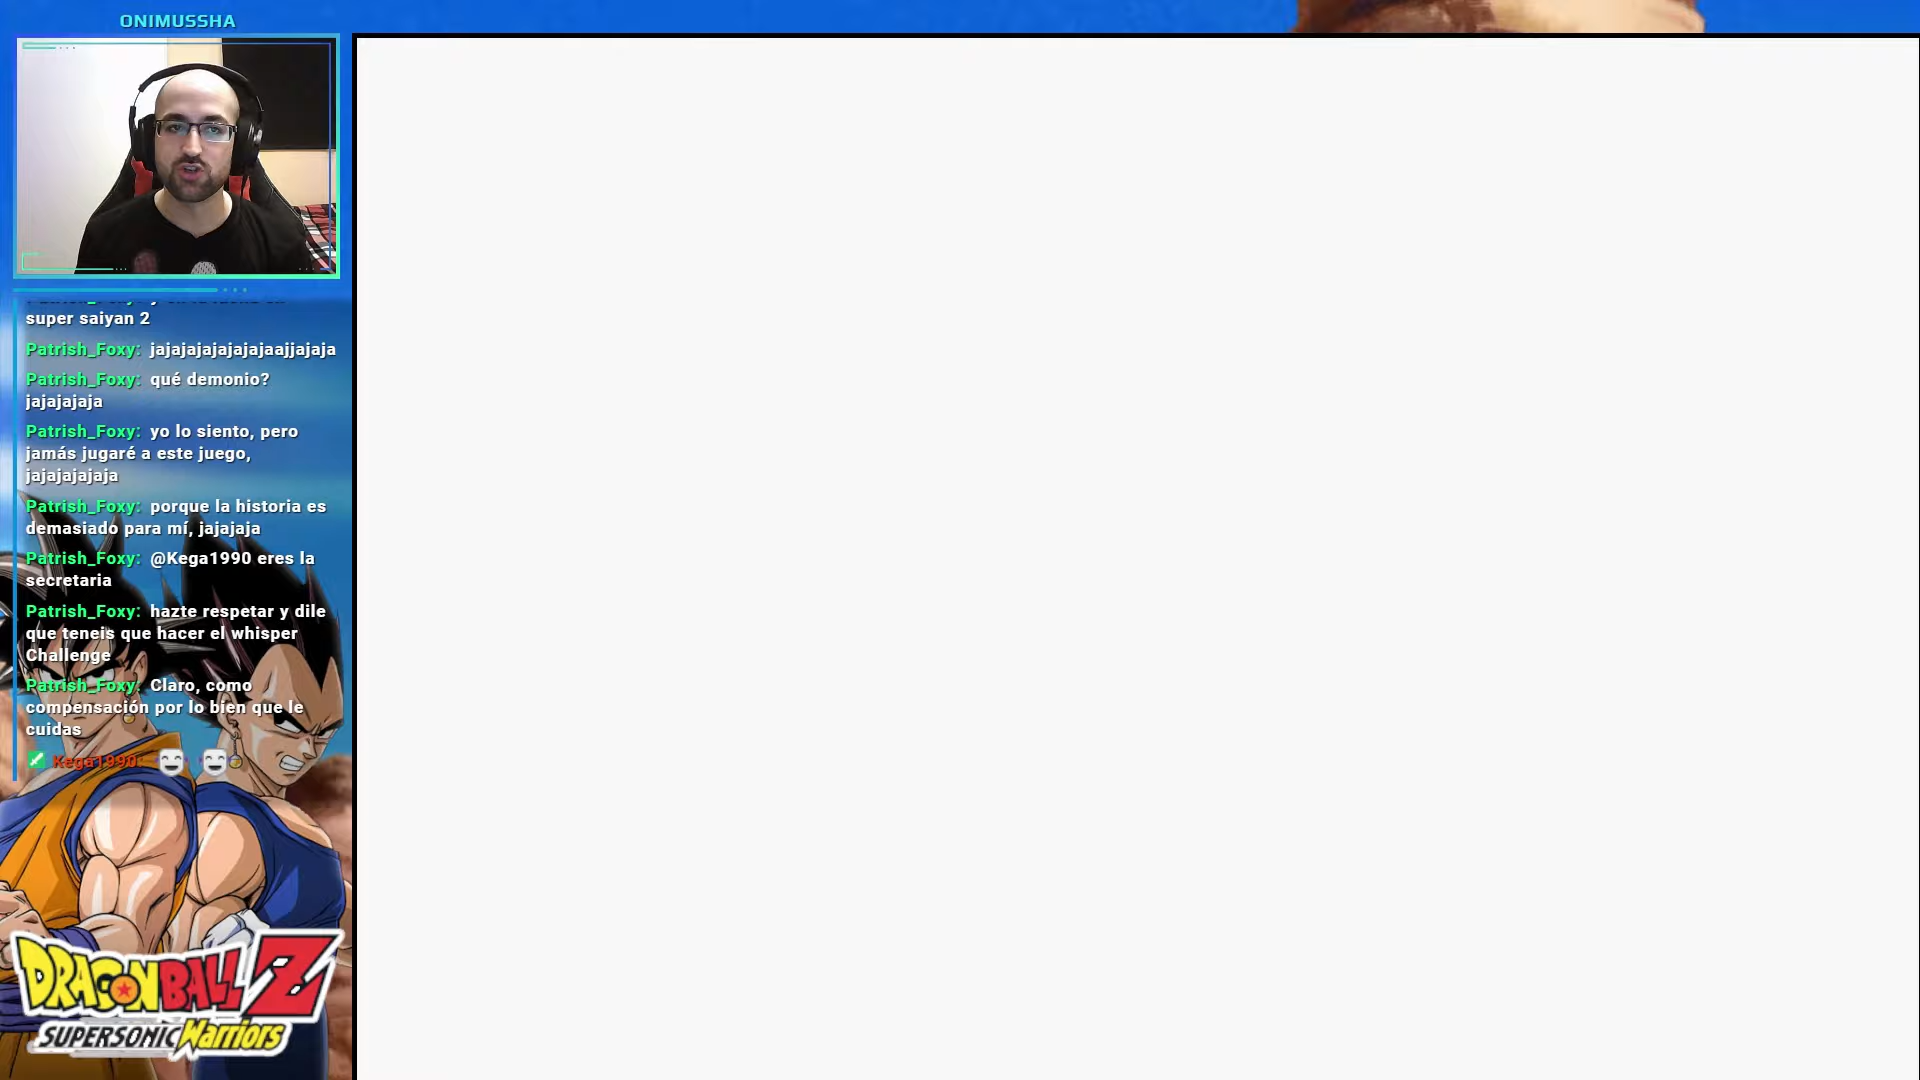 ONIMUSSHA
super saiyan 2
Patrish_Foxy: jajajajajajajaajjajaja
Patrish_Foxy: qué demonio?
jajajajaja
Patrish_Foxy: yo lo siento, pero
jamás jugaré a este juego,
jajajajajaja
Patrish_Foxy: porque la historia es
demasiado para mí, jajajaja
Patrish_Foxy: @Kega1990 eres la
secretaria
Patrish_Foxy: hazte respetar y dile
que teneis que hacer el whisper
Challenge
Patrish_Foxy: Claro, como
compensación por lo bien que le
cuidas
Kega1990:
DRAGON BALL Z
SUPERSONIC Warriors